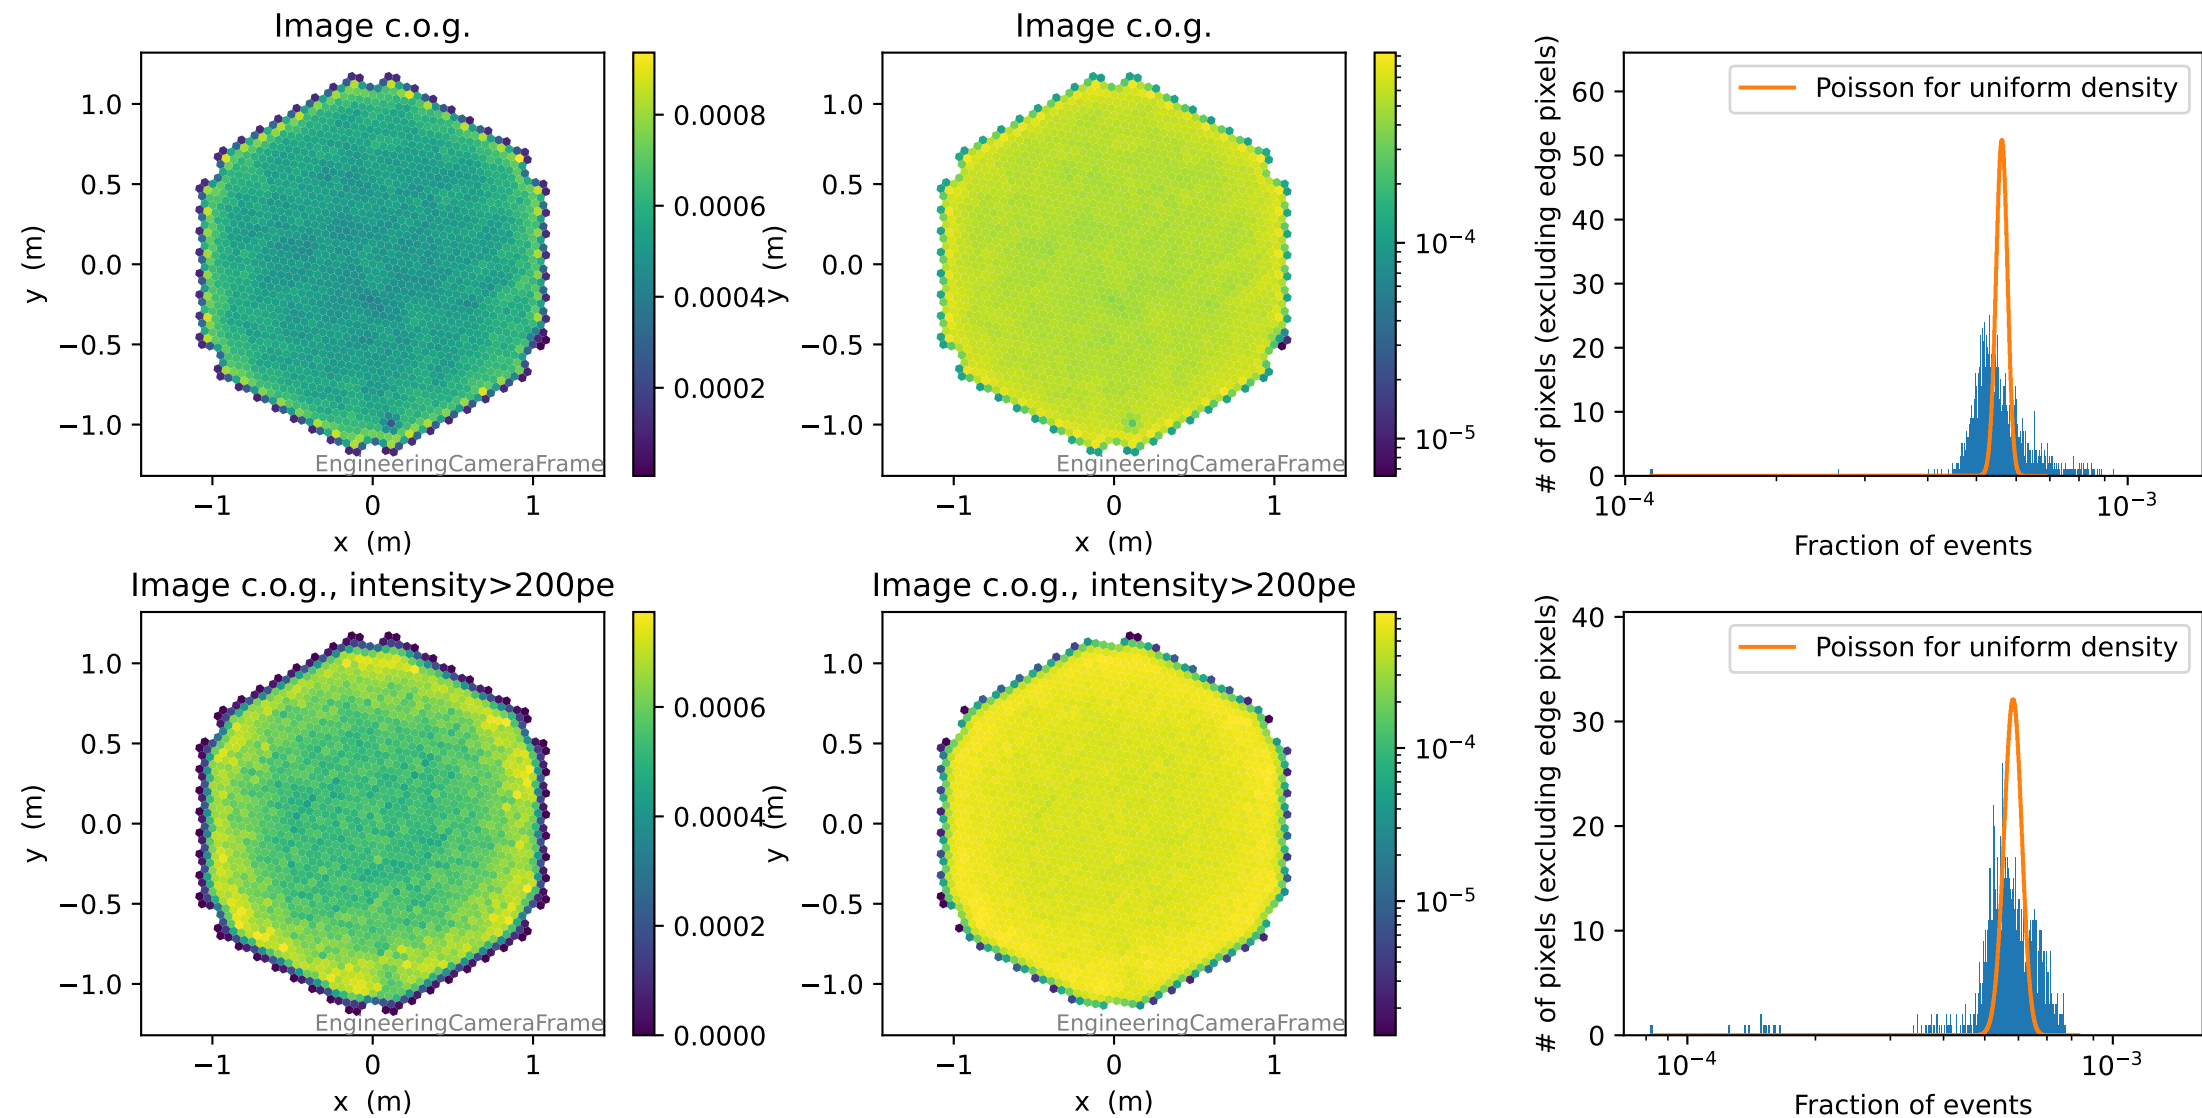 Image c.o.g.
1.0
0.5
0.0
−0.5
−1.0
y (m)
−1
0
1
x (m)
EngineeringCameraFrame
0.0008
0.0006
0.0004
0.0002
Image c.o.g.
1.0
0.5
0.0
−0.5
−1.0
y (m)
−1
0
1
x (m)
EngineeringCameraFrame
10⁻⁴
10⁻⁵
# of pixels (excluding edge pixels)
60
50
40
30
20
10
0
Poisson for uniform density
10⁻⁴
10⁻³
Fraction of events
Image c.o.g., intensity>200pe
1.0
0.5
0.0
−0.5
−1.0
y (m)
−1
0
1
x (m)
EngineeringCameraFrame
0.0006
0.0004
0.0002
0.0000
Image c.o.g., intensity>200pe
1.0
0.5
0.0
−0.5
−1.0
y (m)
−1
0
1
x (m)
EngineeringCameraFrame
10⁻⁴
10⁻⁵
# of pixels (excluding edge pixels)
40
30
20
10
0
Poisson for uniform density
10⁻⁴
10⁻³
Fraction of events